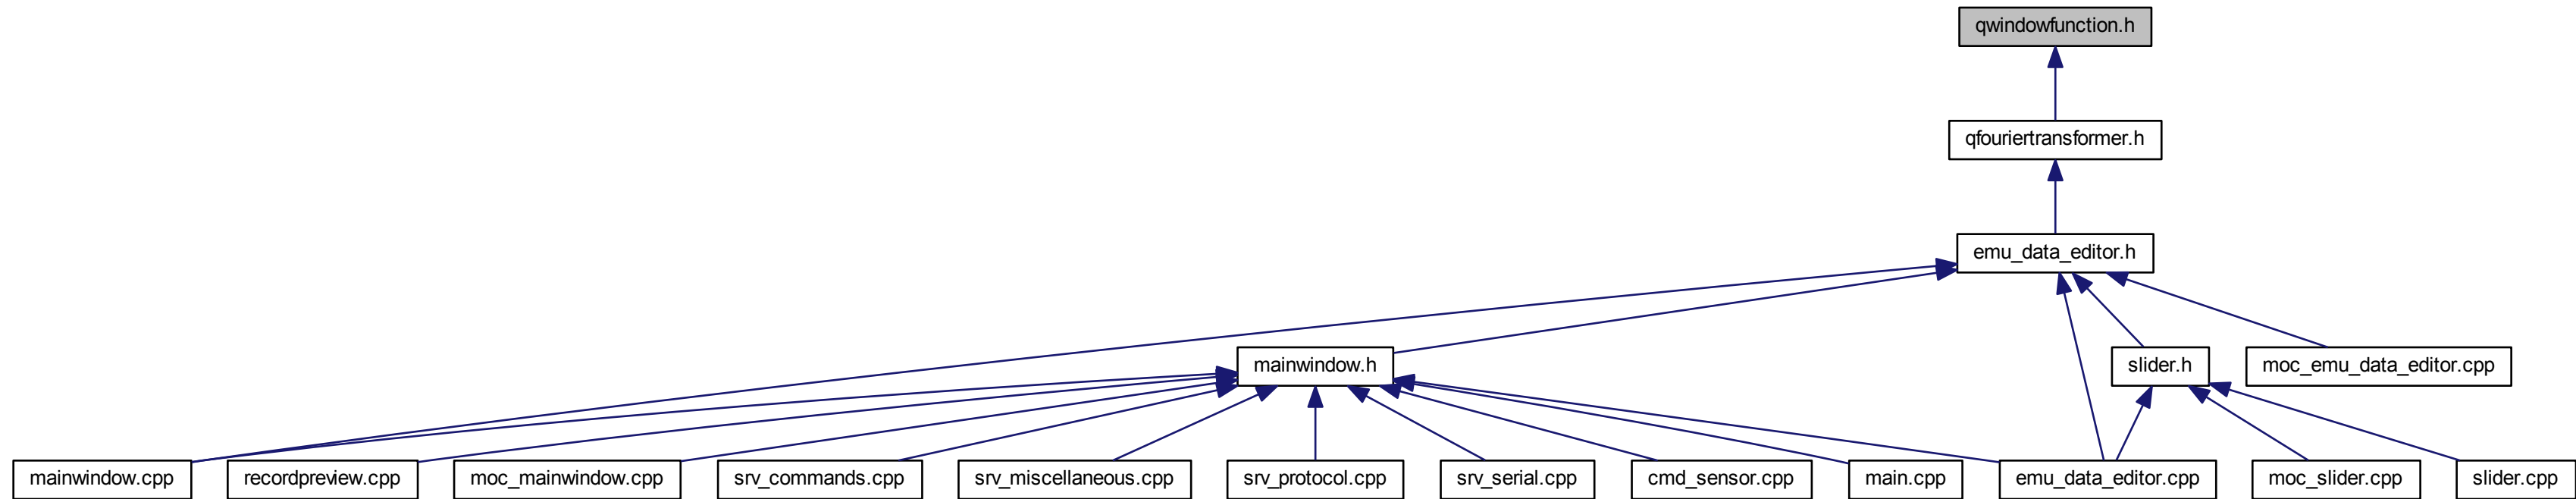 qwindowfunction.h
qfouriertransformer.h
emu_data_editor.h
mainwindow.h
slider.h
moc_emu_data_editor.cpp
mainwindow.cpp
recordpreview.cpp
moc_mainwindow.cpp
srv_commands.cpp
srv_miscellaneous.cpp
srv_protocol.cpp
srv_serial.cpp
cmd_sensor.cpp
main.cpp
emu_data_editor.cpp
moc_slider.cpp
slider.cpp